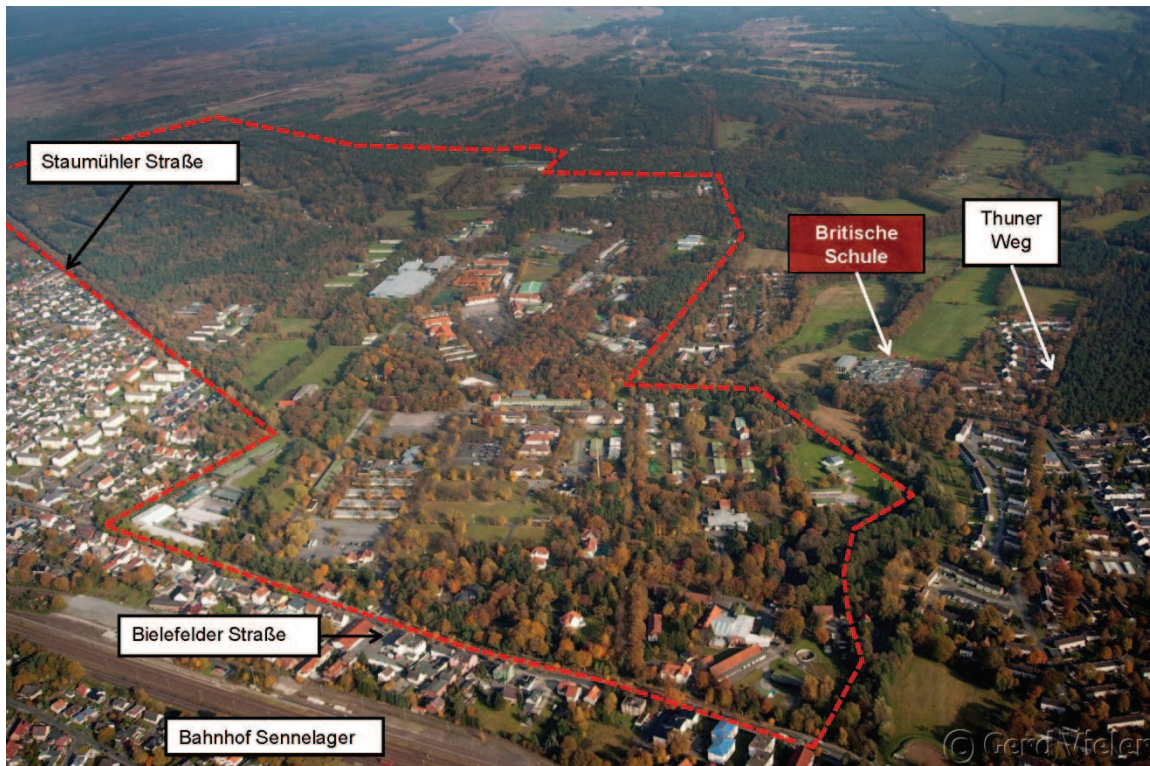 Staumühler Straße
Britische
Schule
Thuner
Weg
Bielefelder Straße
Bahnhof Sennelager
© Gerd Vieler